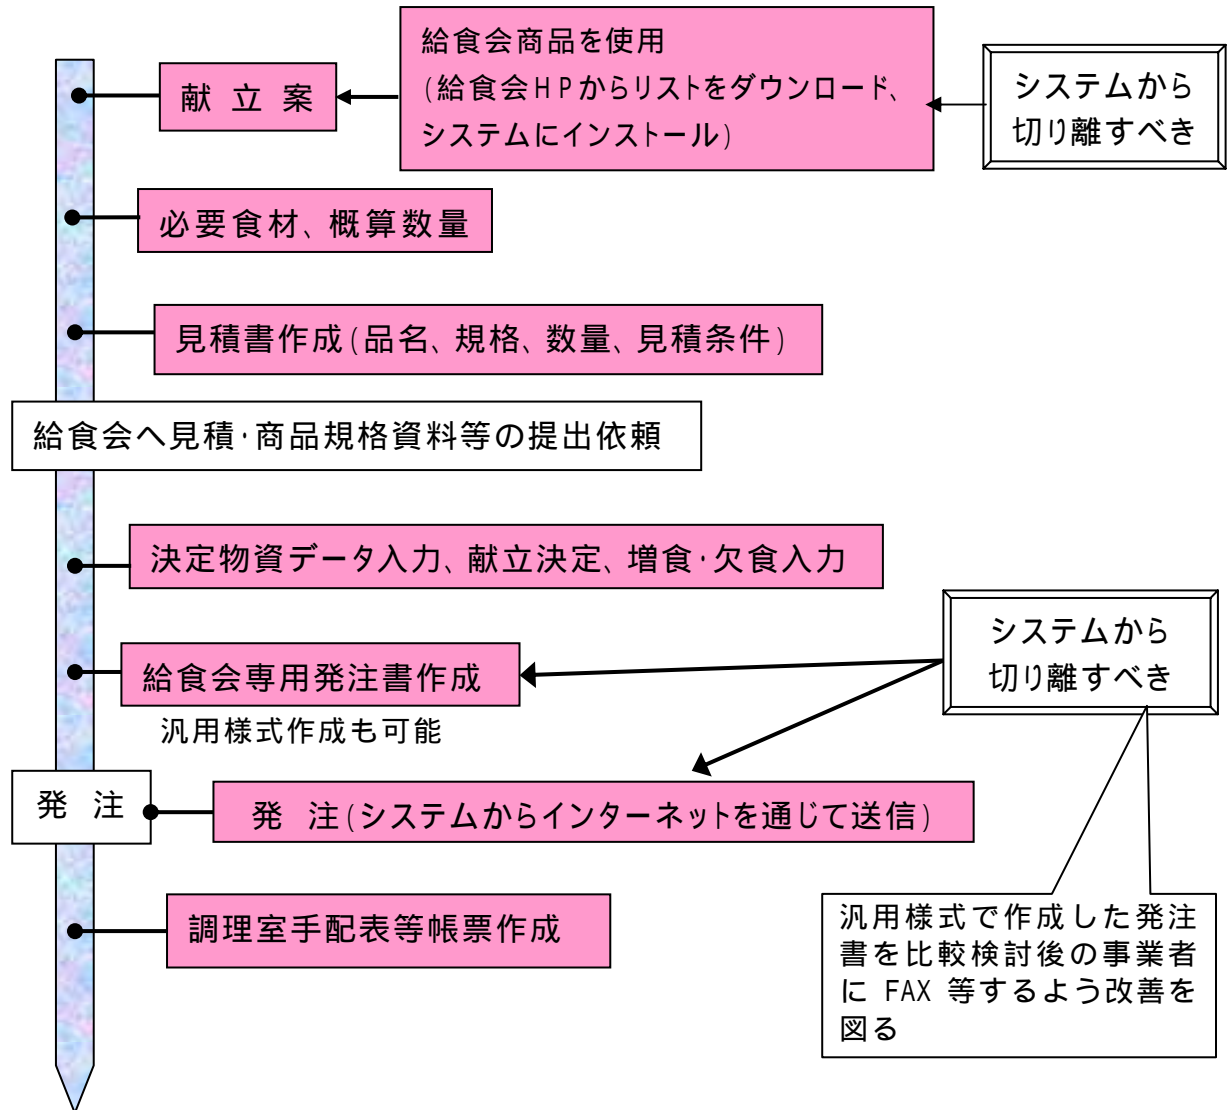 給食会商品を使用
(給食会HPからリストをダウンロード、
システムにインストール)
システムから
切り離すべき
献立案
必要食材、概算数量
見積書作成(品名、規格、数量、見積条件)
給食会へ見積・商品規格資料等の提出依頼
決定物資データ入力、献立決定、増食・欠食入力
システムから
切り離すべき
給食会専用発注書作成
汎用様式作成も可能
発 注
発 注(システムからインターネットを通じて送信)
調理室手配表等帳票作成
汎用様式で作成した発注
書を比較検討後の事業者
に FAX 等するよう改善を
図る